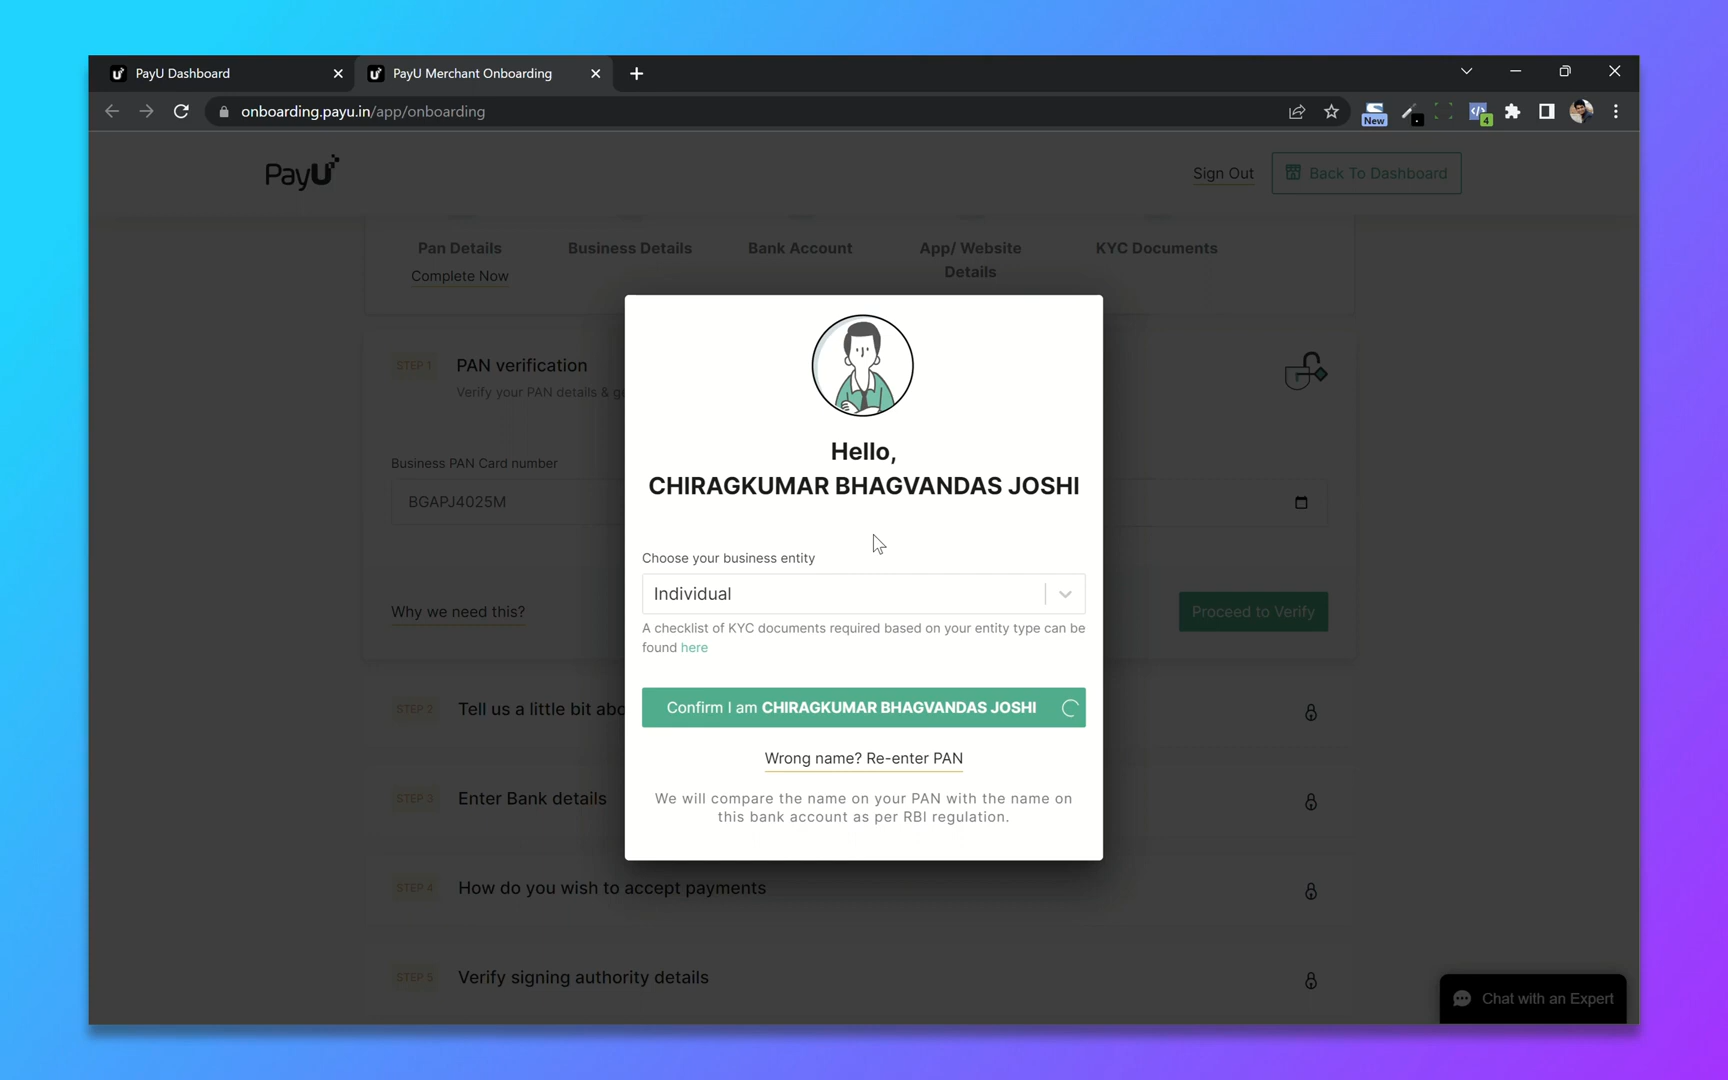 PayU Dashboard
PayU Merchant Onboarding
onboarding.payu.in/app/onboarding
New
4
PayU
Sign Out
Back To Dashboard
Pan Details
Business Details
Bank Account
App/ Website
Details
KYC Documents
Complete Now
STEP 1
PAN verification
Verify your PAN details & ge
Business PAN Card number
BGAPJ4025M
Why we need this?
Proceed to Verify
Hello,
CHIRAGKUMAR BHAGVANDAS JOSHI
Choose your business entity
Individual
A checklist of KYC documents required based on your entity type can be
found here
Confirm I am CHIRAGKUMAR BHAGVANDAS JOSHI
Wrong name? Re-enter PAN
We will compare the name on your PAN with the name on
this bank account as per RBI regulation.
STEP 2
Tell us a little bit abo
STEP 3
Enter Bank details
STEP 4
How do you wish to accept payments
STEP 5
Verify signing authority details
Chat with an Expert